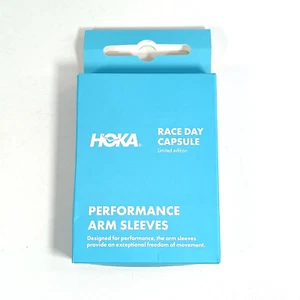 HOKA
RACE DAY
CAPSULE
Limited edition
PERFORMANCE
ARM SLEEVES
Designed for performance, the arm sleeves
provide an exceptional freedom of movement.